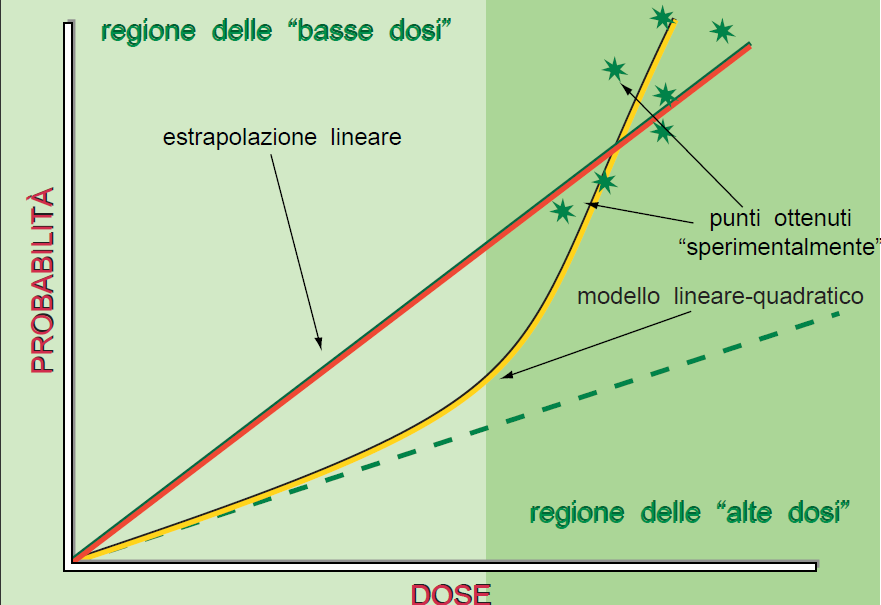 regione delle “basse dosi”
estrapolazione lineare
PROBABILITÀ
punti ottenuti
“sperimentalmente”
modello lineare-quadratico
regione delle “alte dosi”
DOSE